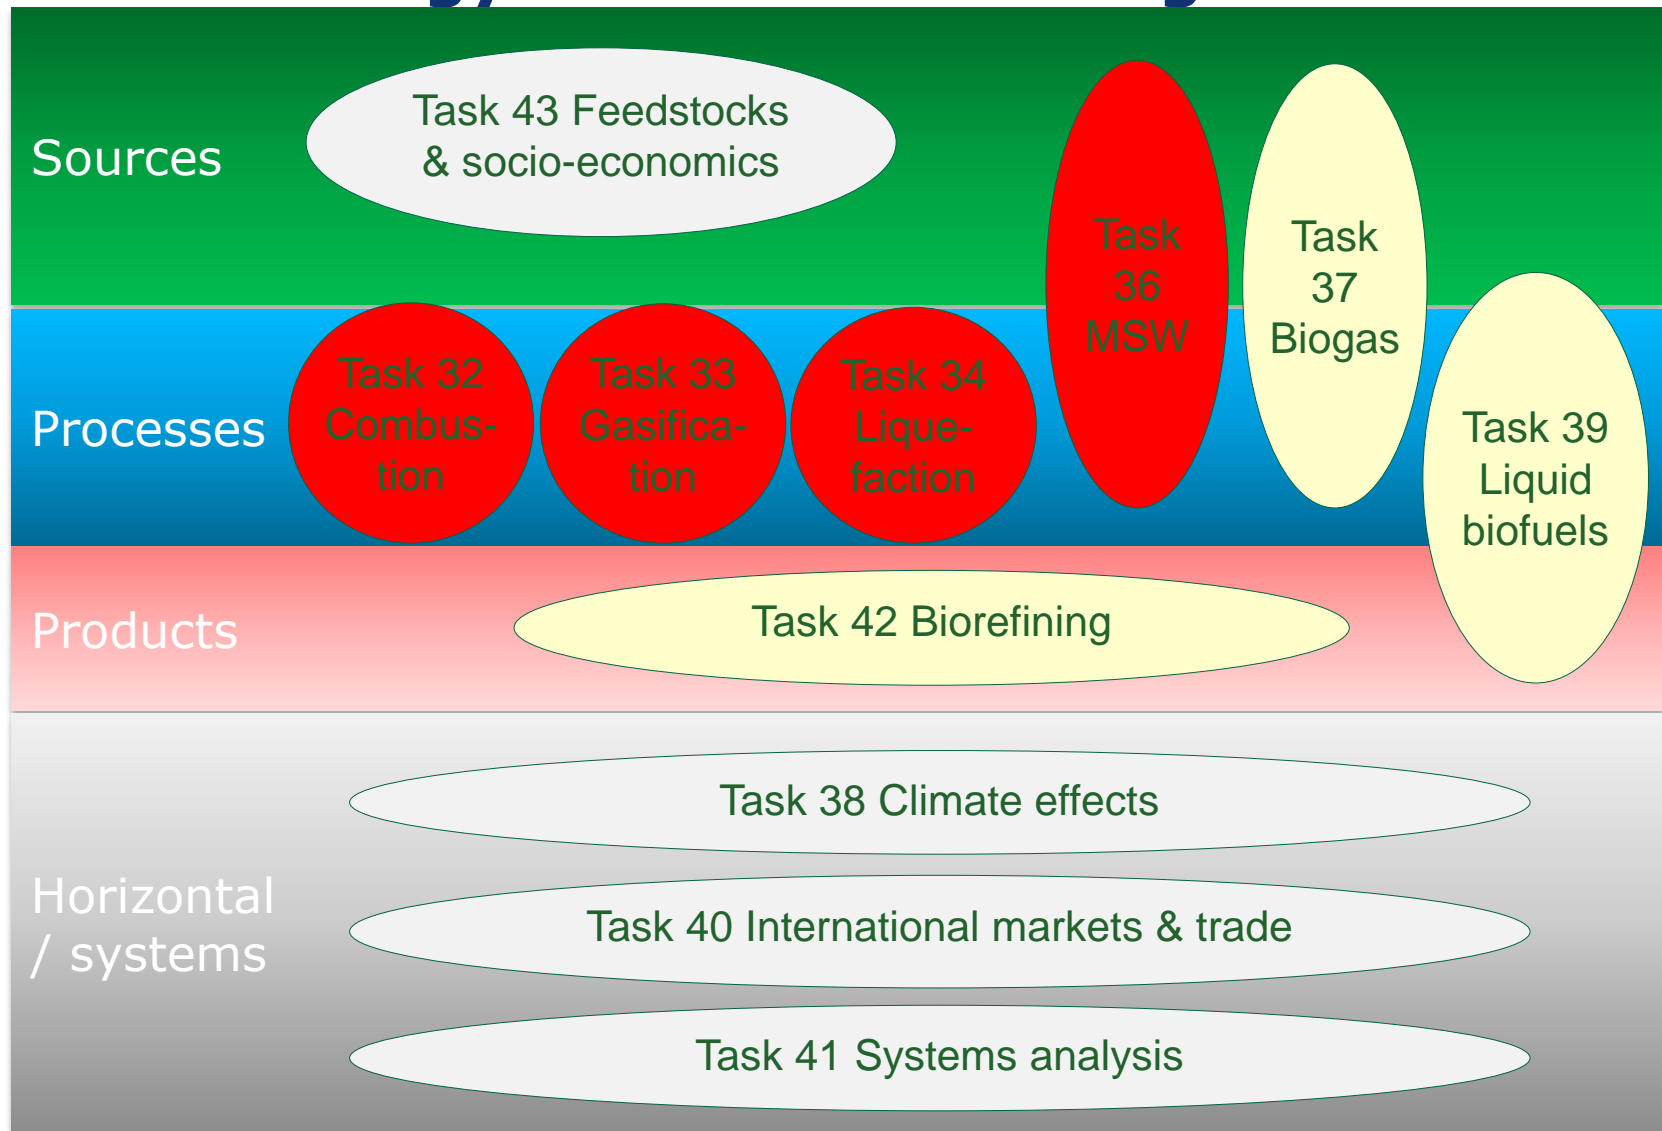 Sources
Task 43 Feedstocks
& socio-economics
Task
36
MSW
Task
37
Biogas
Processes
Task 32
Combus-
tion
Task 33
Gasifica-
tion
Task 34
Lique-
faction
Task 39
Liquid
biofuels
Products
Task 42 Biorefining
Horizontal
/ systems
Task 38 Climate effects
Task 40 International markets & trade
Task 41 Systems analysis